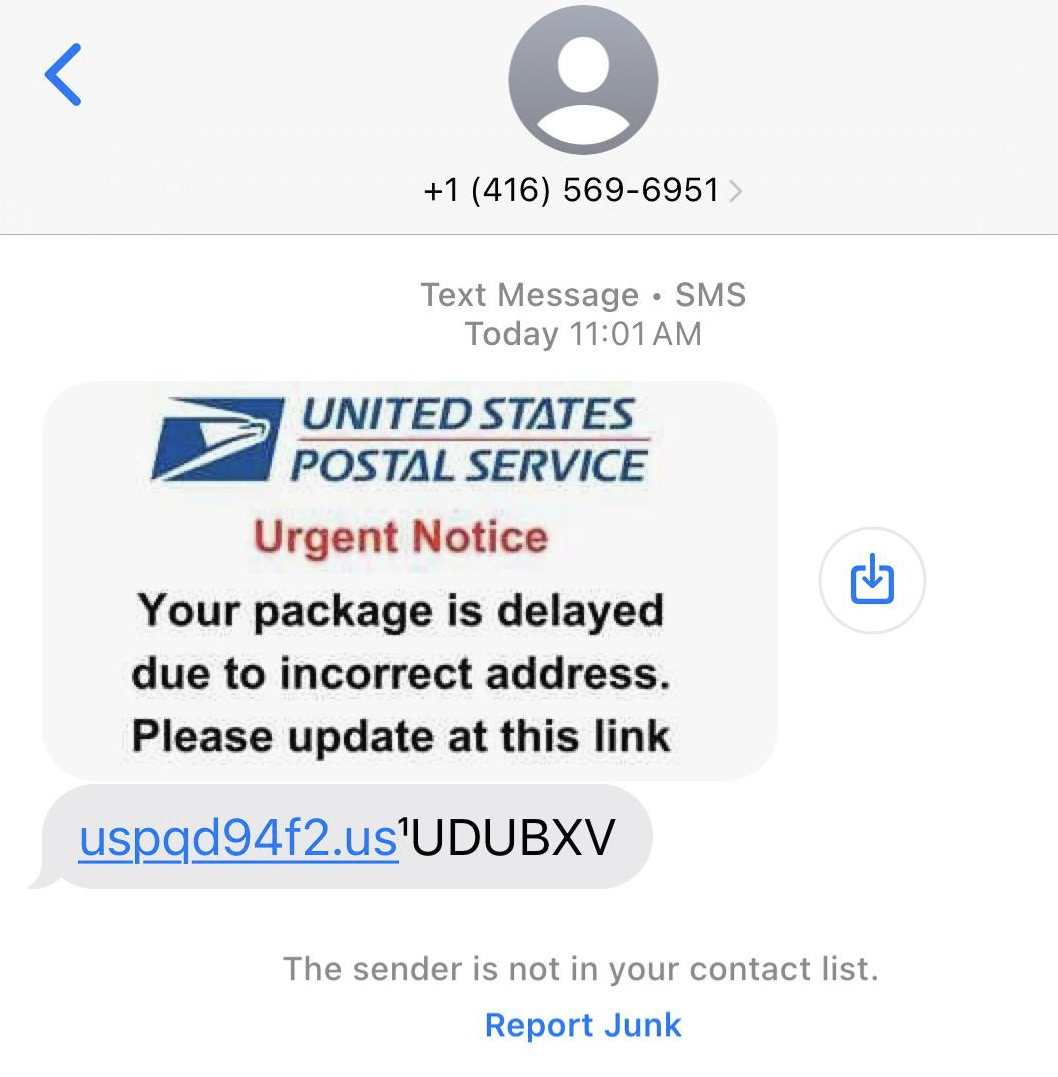 +1 (416) 569-6951
Text Message • SMS
Today 11:01 AM
UNITED STATES
POSTAL SERVICE
Urgent Notice
Your package is delayed
due to incorrect address.
Please update at this link
uspqd94f2.us¹UDUBXV
The sender is not in your contact list.
Report Junk